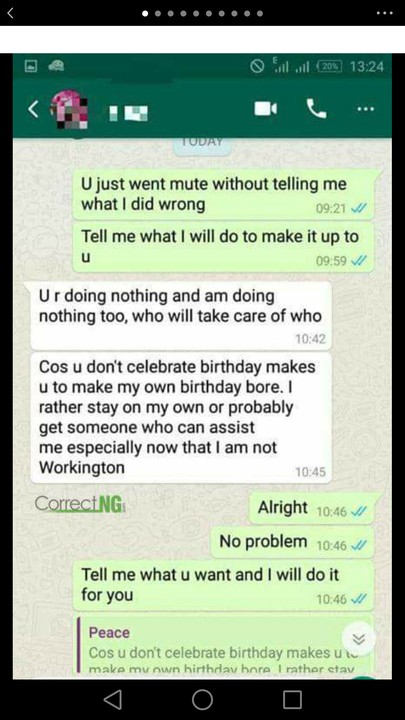 20% 13:24
TODAY
U just went mute without telling me
what I did wrong
09:21
Tell me what I will do to make it up to
u
09:59
U r doing nothing and am doing
nothing too, who will take care of who
10:42
Cos u don't celebrate birthday makes
u to make my own birthday bore. I
rather stay on my own or probably
get someone who can assist
me especially now that I am not
Workington
10:45
CorrectNG
Alright 10:46
No problem 10:46
Tell me what u want and I will do it
for you
10:46
Peace
Cos u don't celebrate birthday makes u to
make my own birthday bore. I rather stay